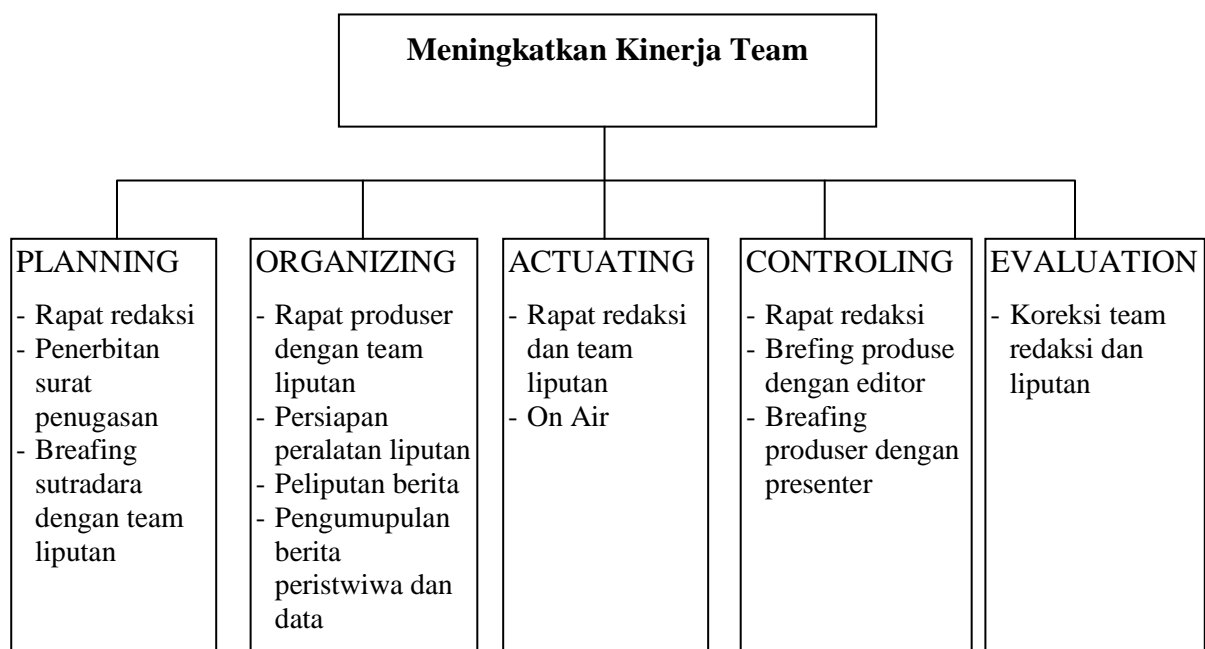 Meningkatkan Kinerja Team
PLANNING
- Rapat redaksi
- Penerbitan
surat
penugasan
- Breafing
sutradara
dengan team
liputan
ORGANIZING
- Rapat produser
dengan team
liputan
- Persiapan
peralatan liputan
- Peliputan berita
- Pengumupulan
berita
peristwiwa dan
data
ACTUATING
- Rapat redaksi
dan team
liputan
- On Air
CONTROLING
- Rapat redaksi
- Brefing produse
dengan editor
- Breafing
produser dengan
presenter
EVALUATION
- Koreksi team
redaksi dan
liputan